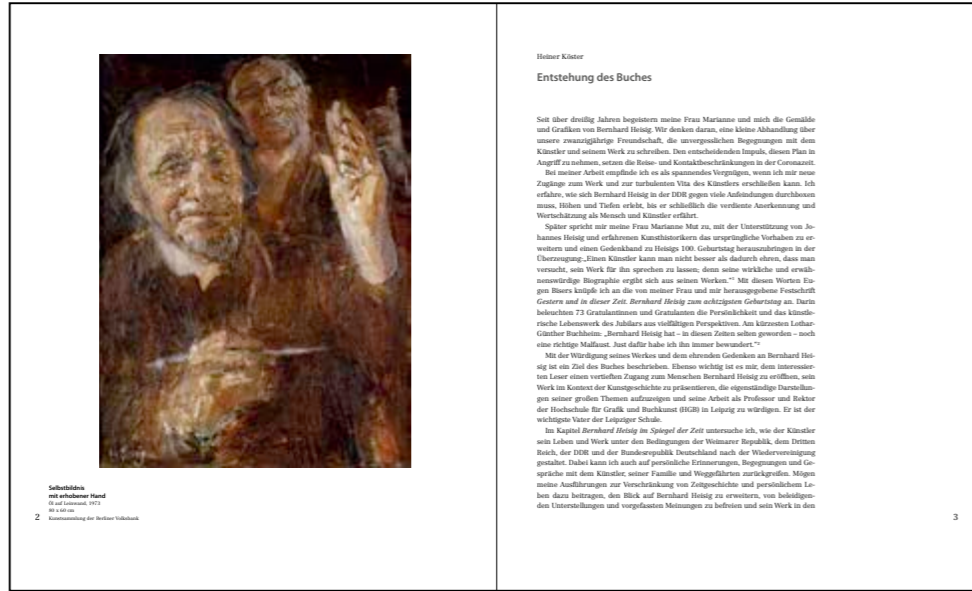 Selbstbildnis
mit erhobener Hand
Öl auf Leinwand, 1973
80 x 60 cm
2 Kunstsammlung der Berliner Volksbank
Heiner Köster
Entstehung des Buches
Seit über dreißig Jahren begeistern meine Frau Marianne und mich die Gemälde
und Grafiken von Bernhard Heisig. Wir denken daran, eine kleine Abhandlung über
unsere zwanzigjährige Freundschaft, die unvergesslichen Begegnungen mit dem
Künstler und seinem Werk zu schreiben. Den entscheidenden Impuls, diesen Plan in
Angriff zu nehmen, setzen die Reise- und Kontaktbeschränkungen in der Coronazeit.
Bei meiner Arbeit empfinde ich es als spannendes Vergnügen, wenn ich mir neue
Zugänge zum Werk und zur turbulenten Vita des Künstlers erschließen kann. Ich
erfahre, wie sich Bernhard Heisig in der DDR gegen viele Anfeindungen durchboxen
muss, Höhen und Tiefen erlebt, bis er schließlich die verdiente Anerkennung und
Wertschätzung als Mensch und Künstler erfährt.
Später spricht mir meine Frau Marianne Mut zu, mit der Unterstützung von Jo-
hannes Heisig und erfahrenen Kunsthistorikern das ursprüngliche Vorhaben zu er-
weitern und einen Gedenkband zu Heisigs 100. Geburtstag herauszubringen in der
Überzeugung:„Einen Künstler kann man nicht besser als dadurch ehren, dass man
versucht, sein Werk für ihn sprechen zu lassen; denn seine wirkliche und erwäh-
nenswürdige Biographie ergibt sich aus seinen Werken.“¹ Mit diesen Worten Eu-
gen Bisers knüpfe ich an die von meiner Frau und mir herausgegebene Festschrift
Gestern und in dieser Zeit. Bernhard Heisig zum achtzigsten Geburtstag an. Darin
beleuchten 73 Gratulantinnen und Gratulanten die Persönlichkeit und das künstle-
rische Lebenswerk des Jubilars aus vielfältigen Perspektiven. Am kürzesten Lothar-
Günther Buchheim: „Bernhard Heisig hat – in diesen Zeiten selten geworden – noch
eine richtige Malfaust. Just dafür habe ich ihn immer bewundert.“²
Mit der Würdigung seines Werkes und dem ehrenden Gedenken an Bernhard Hei-
sig ist ein Ziel des Buches beschrieben. Ebenso wichtig ist es mir, dem interessier-
ten Leser einen vertieften Zugang zum Menschen Bernhard Heisig zu eröffnen, sein
Werk im Kontext der Kunstgeschichte zu präsentieren, die eigenständige Darstellun-
gen seiner großen Themen aufzuzeigen und seine Arbeit als Professor und Rektor
der Hochschule für Grafik und Buchkunst (HGB) in Leipzig zu würdigen. Er ist der
wichtigste Vater der Leipziger Schule.
Im Kapitel Bernhard Heisig im Spiegel der Zeit untersuche ich, wie der Künstler
sein Leben und Werk unter den Bedingungen der Weimarer Republik, dem Dritten
Reich, der DDR und der Bundesrepublik Deutschland nach der Wiedervereinigung
gestaltet. Dabei kann ich auch auf persönliche Erinnerungen, Begegnungen und Ge-
spräche mit dem Künstler, seiner Familie und Weggefährten zurückgreifen. Mögen
meine Ausführungen zur Verschränkung von Zeitgeschichte und persönlichem Le-
ben dazu beitragen, den Blick auf Bernhard Heisig zu erweitern, von beleidigen-
den Unterstellungen und vorgefassten Meinungen zu befreien und sein Werk in den
3